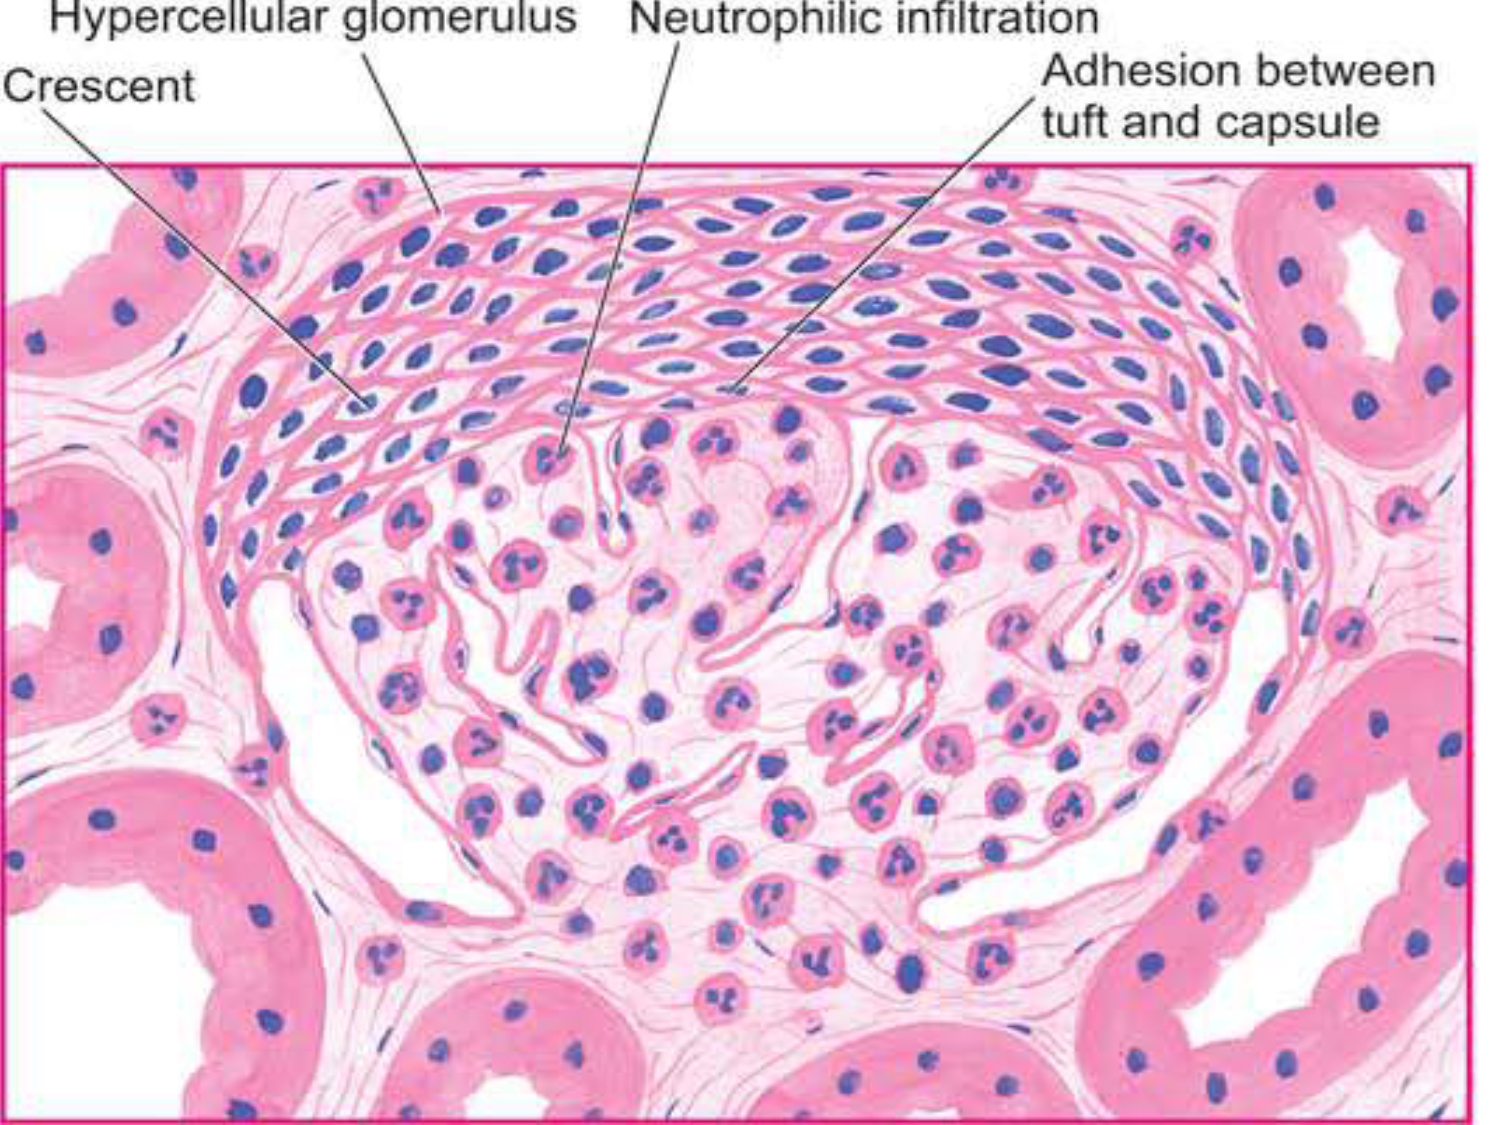 Hypercellular glomerulus
Neutrophilic infiltration
Crescent
Adhesion between
tuft and capsule